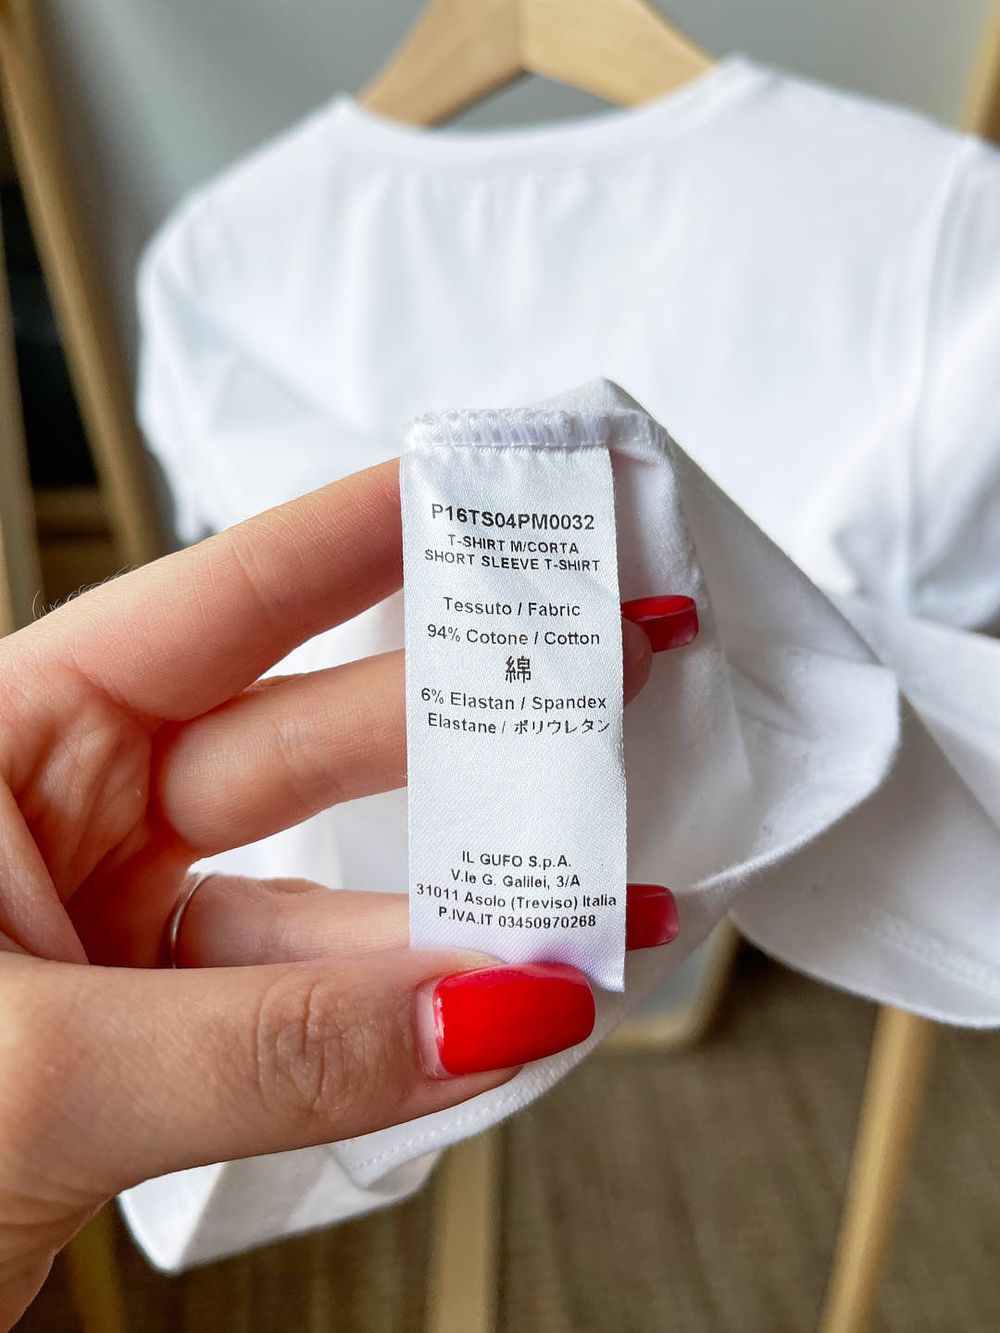 P16TS04PM0032
T-SHIRT M/CORTA
SHORT SLEEVE T-SHIRT
Tessuto / Fabric
94% Cotone / Cotton
綿
6% Elastan / Spandex
Elastane / ポリウレタン
IL GUFO S.p.A.
V.le G. Galilei, 3/A
31011 Asolo (Treviso) Italia
P.IVA.IT 03450970268